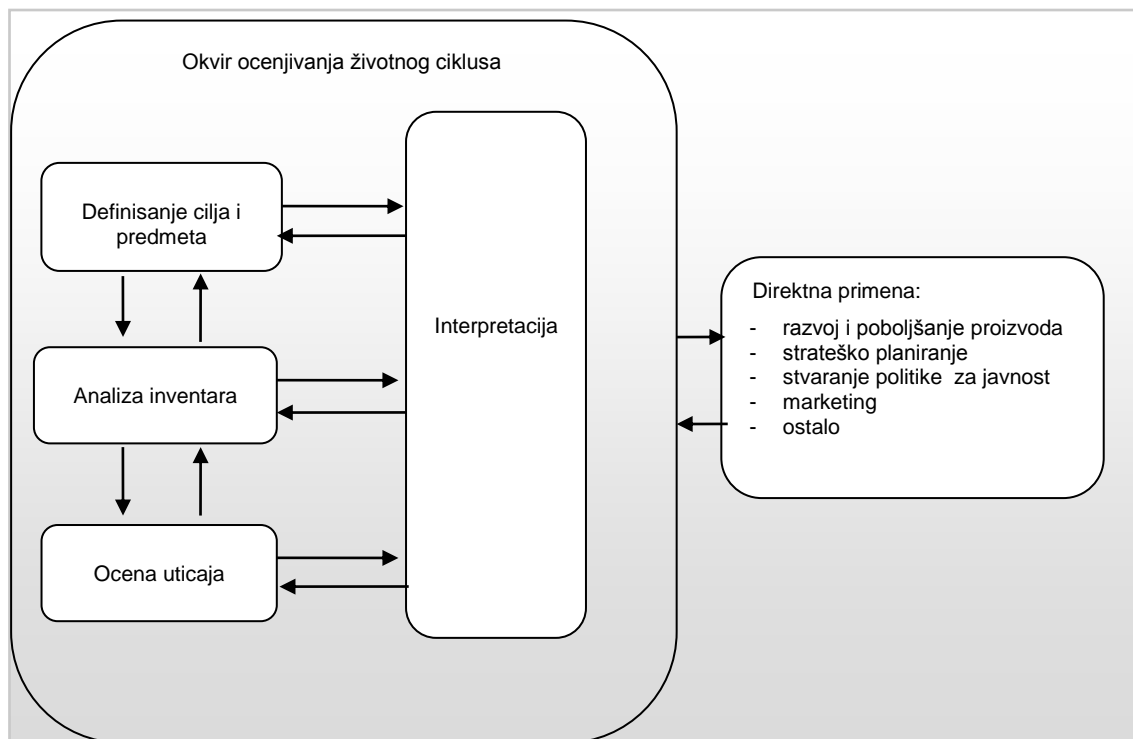 Okvir ocenjivanja životnog ciklusa
Definisanje cilja i
predmeta
Analiza inventara
Ocena uticaja
Interpretacija
Direktna primena:
- razvoj i poboljšanje proizvoda
- strateško planiranje
- stvaranje politike za javnost
- marketing
- ostalo